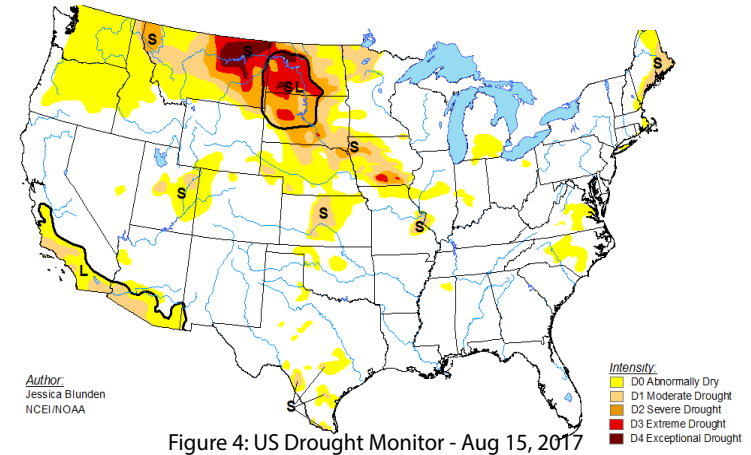 S
S
S L
S
S
S
S
S
L
S
Author:
Jessica Blunden
NCEI/NOAA
Intensity:
D0 Abnormally Dry
D1 Moderate Drought
D2 Severe Drought
D3 Extreme Drought
D4 Exceptional Drought
Figure 4: US Drought Monitor - Aug 15, 2017